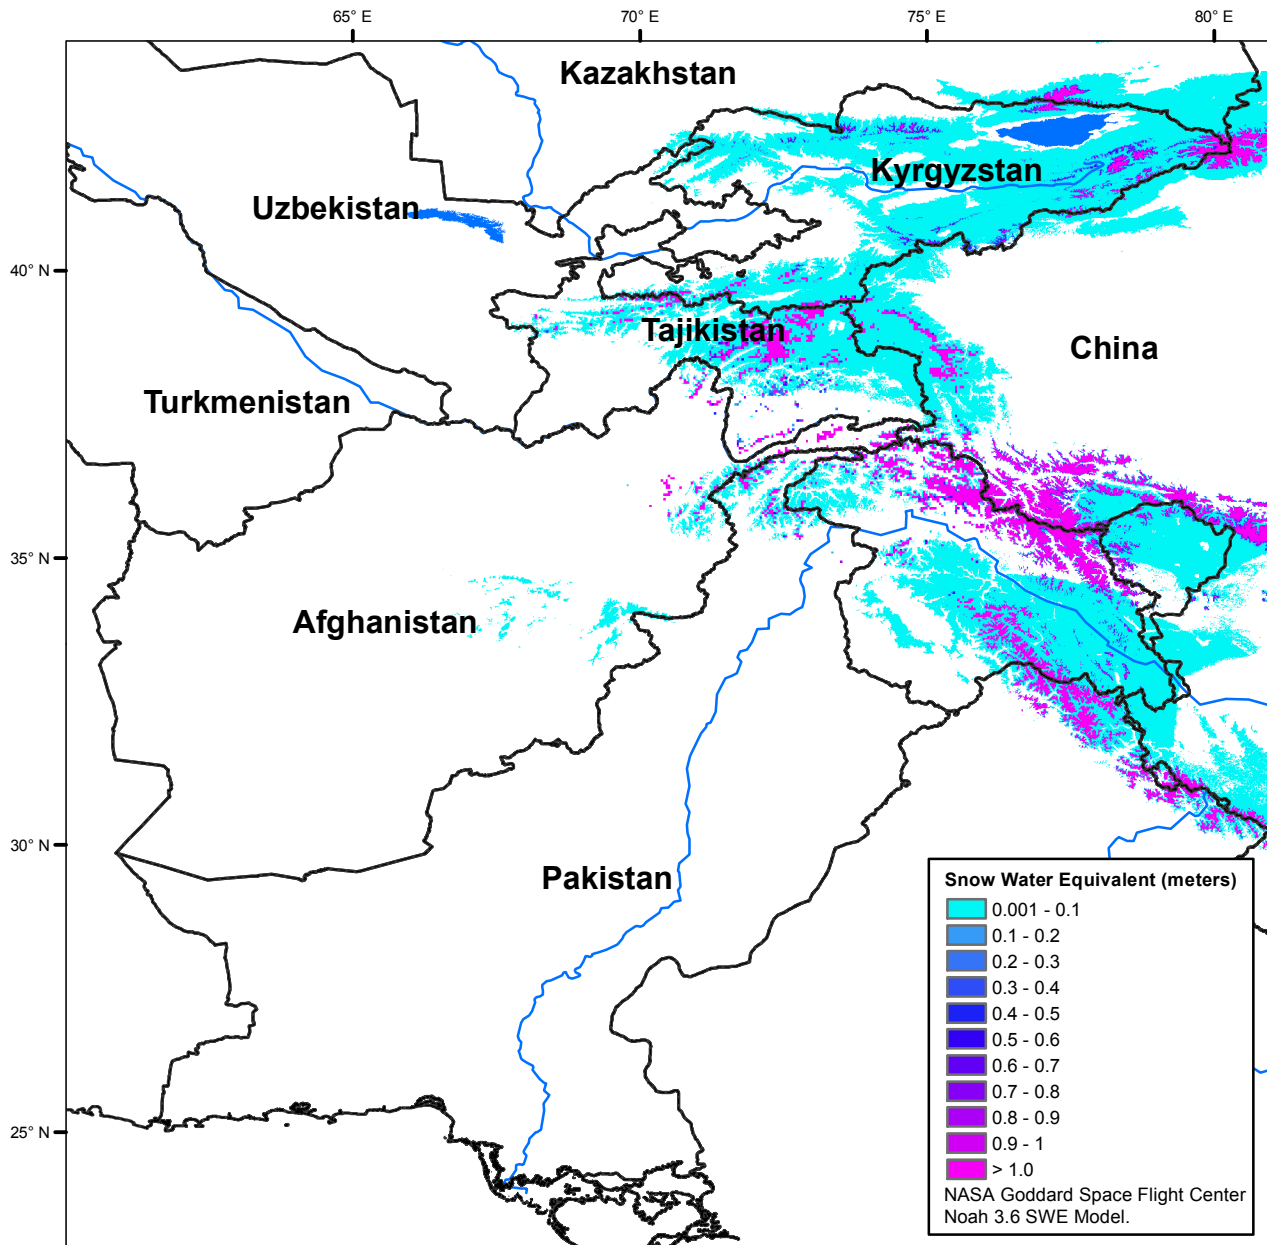 65° E
70° E
75° E
80° E
Kazakhstan
Kyrgyzstan
Uzbekistan
40° N
Tajikistan
China
Turkmenistan
35° N
Afghanistan
30° N
Pakistan
25° N
Snow Water Equivalent (meters)
0.001 - 0.1
0.1 - 0.2
0.2 - 0.3
0.3 - 0.4
0.4 - 0.5
0.5 - 0.6
0.6 - 0.7
0.7 - 0.8
0.8 - 0.9
0.9 - 1
> 1.0
NASA Goddard Space Flight Center
Noah 3.6 SWE Model.